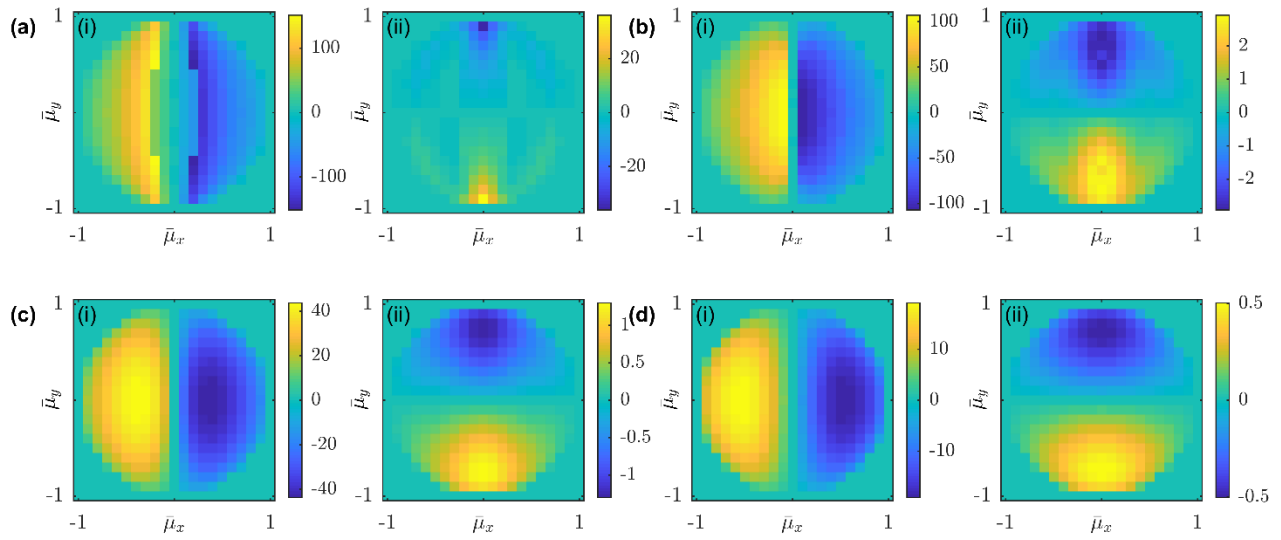 (a) (i) (ii) (b) (i) (ii)
1 100 50 0 -50 -100 μ̄y -1 -1 μ̄x 1
1 20 0 -20 μ̄y -1 -1 μ̄x 1
1 100 50 0 -50 -100 μ̄y -1 -1 μ̄x 1
1 2 1 0 -1 -2 μ̄y -1 -1 μ̄x 1
(c) (i) (ii) (d) (i) (ii)
1 40 20 0 -20 -40 μ̄y -1 -1 μ̄x 1
1 1 0.5 0 -0.5 -1 μ̄y -1 -1 μ̄x 1
1 10 0 -10 μ̄y -1 -1 μ̄x 1
1 0.5 0 -0.5 μ̄y -1 -1 μ̄x 1